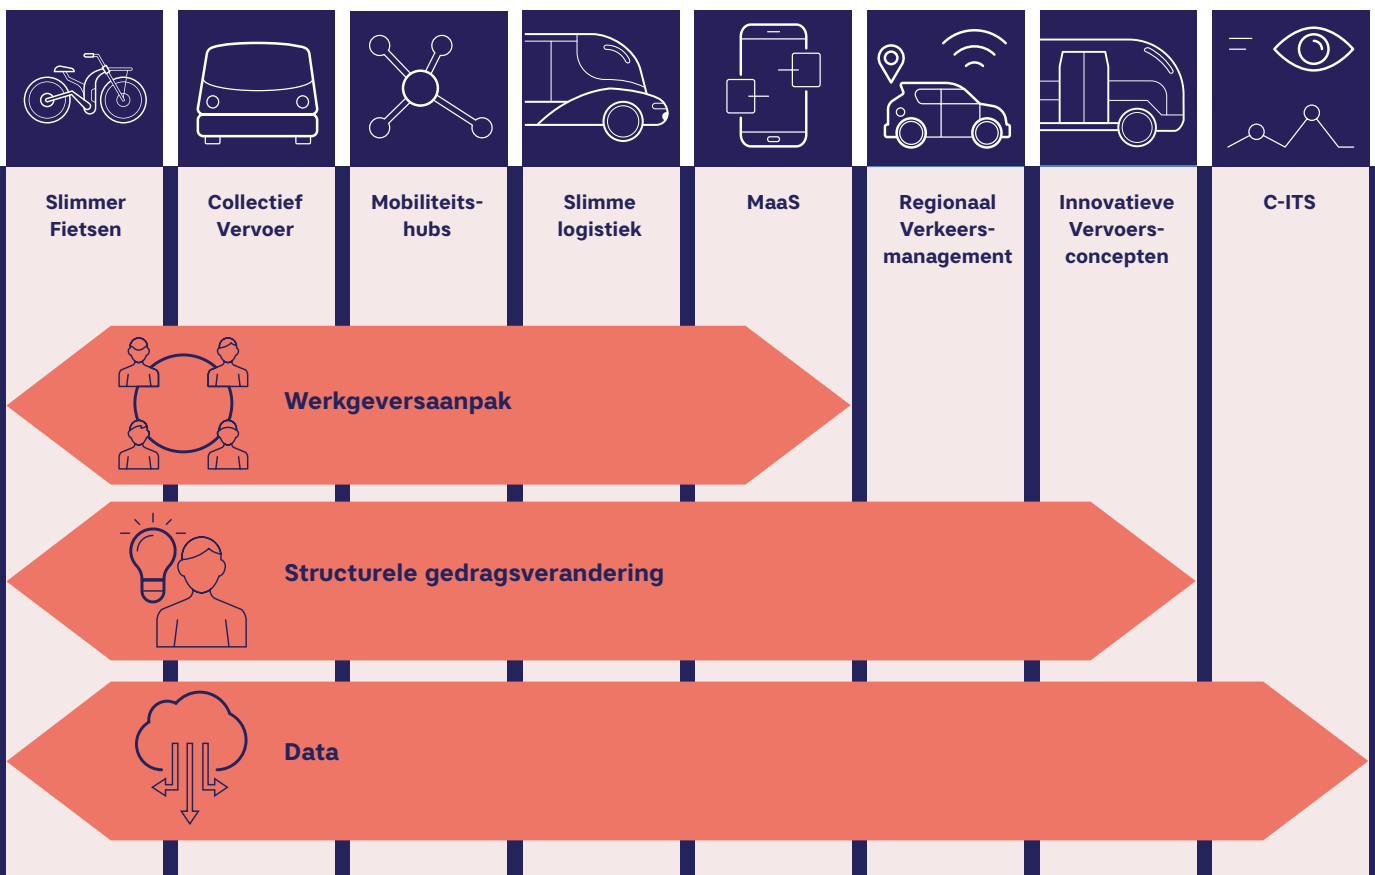 Slimmer
Fietsen
Collectief
Vervoer
Mobiliteits-
hubs
Slimme
logistiek
MaaS
Regionaal
Verkeers-
management
Innovatieve
Vervoers-
concepten
C-ITS
Werkgeversaanpak
Structurele gedragsverandering
Data